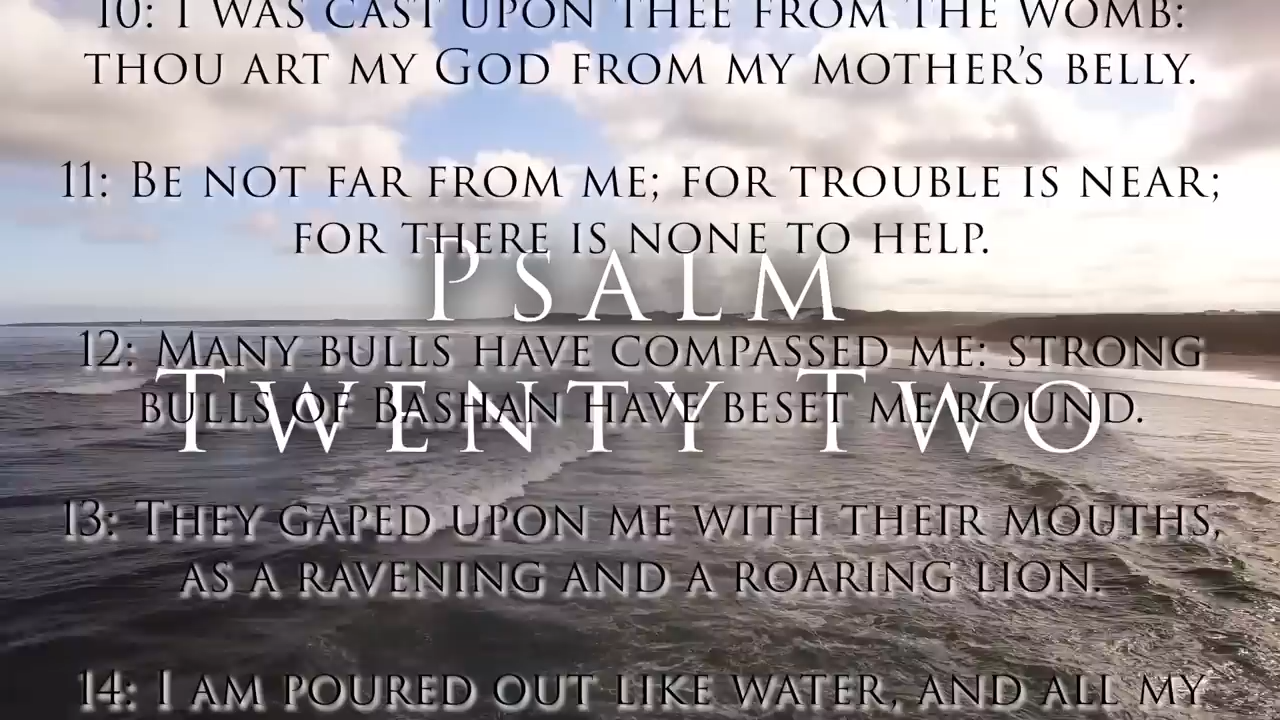 10: I WAS CAST UPON THEE FROM THE WOMB:
THOU ART MY GOD FROM MY MOTHER'S BELLY.
11: BE NOT FAR FROM ME; FOR TROUBLE IS NEAR;
FOR THERE IS NONE TO HELP.
PSALM
12: MANY BULLS HAVE COMPASSED ME: STRONG
TWENTY TWO
BULLS OF BASHAN HAVE BESET ME ROUND.
13: THEY GAPED UPON ME WITH THEIR MOUTHS,
AS A RAVENING AND A ROARING LION.
14: I AM POURED OUT LIKE WATER, AND ALL MY